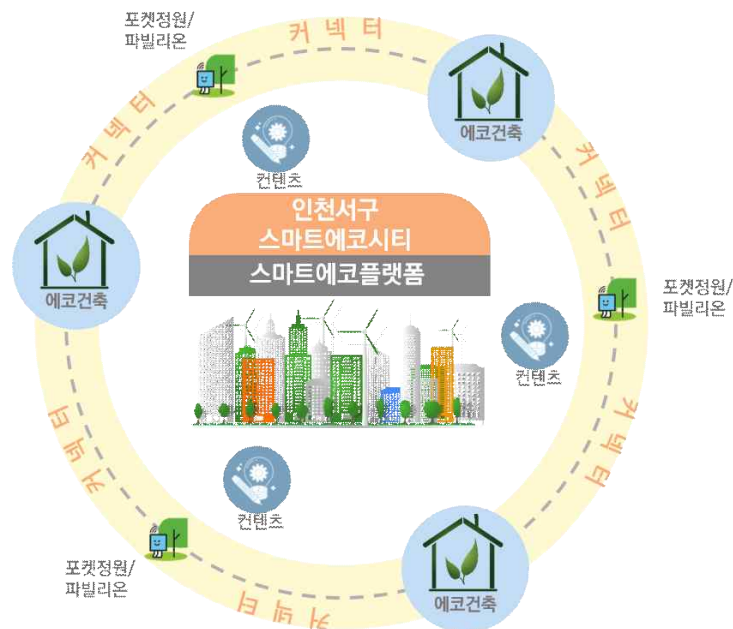 포켓정원/
파빌리온
커넥터
에코건축
커넥터
커넥터
컨텐츠
인천서구
스마트에코시티
스마트에코플랫폼
에코건축
포켓정원/
파빌리온
컨텐츠
커넥터
커넥터
컨텐츠
포켓정원/
파빌리온
에코건축
커넥터